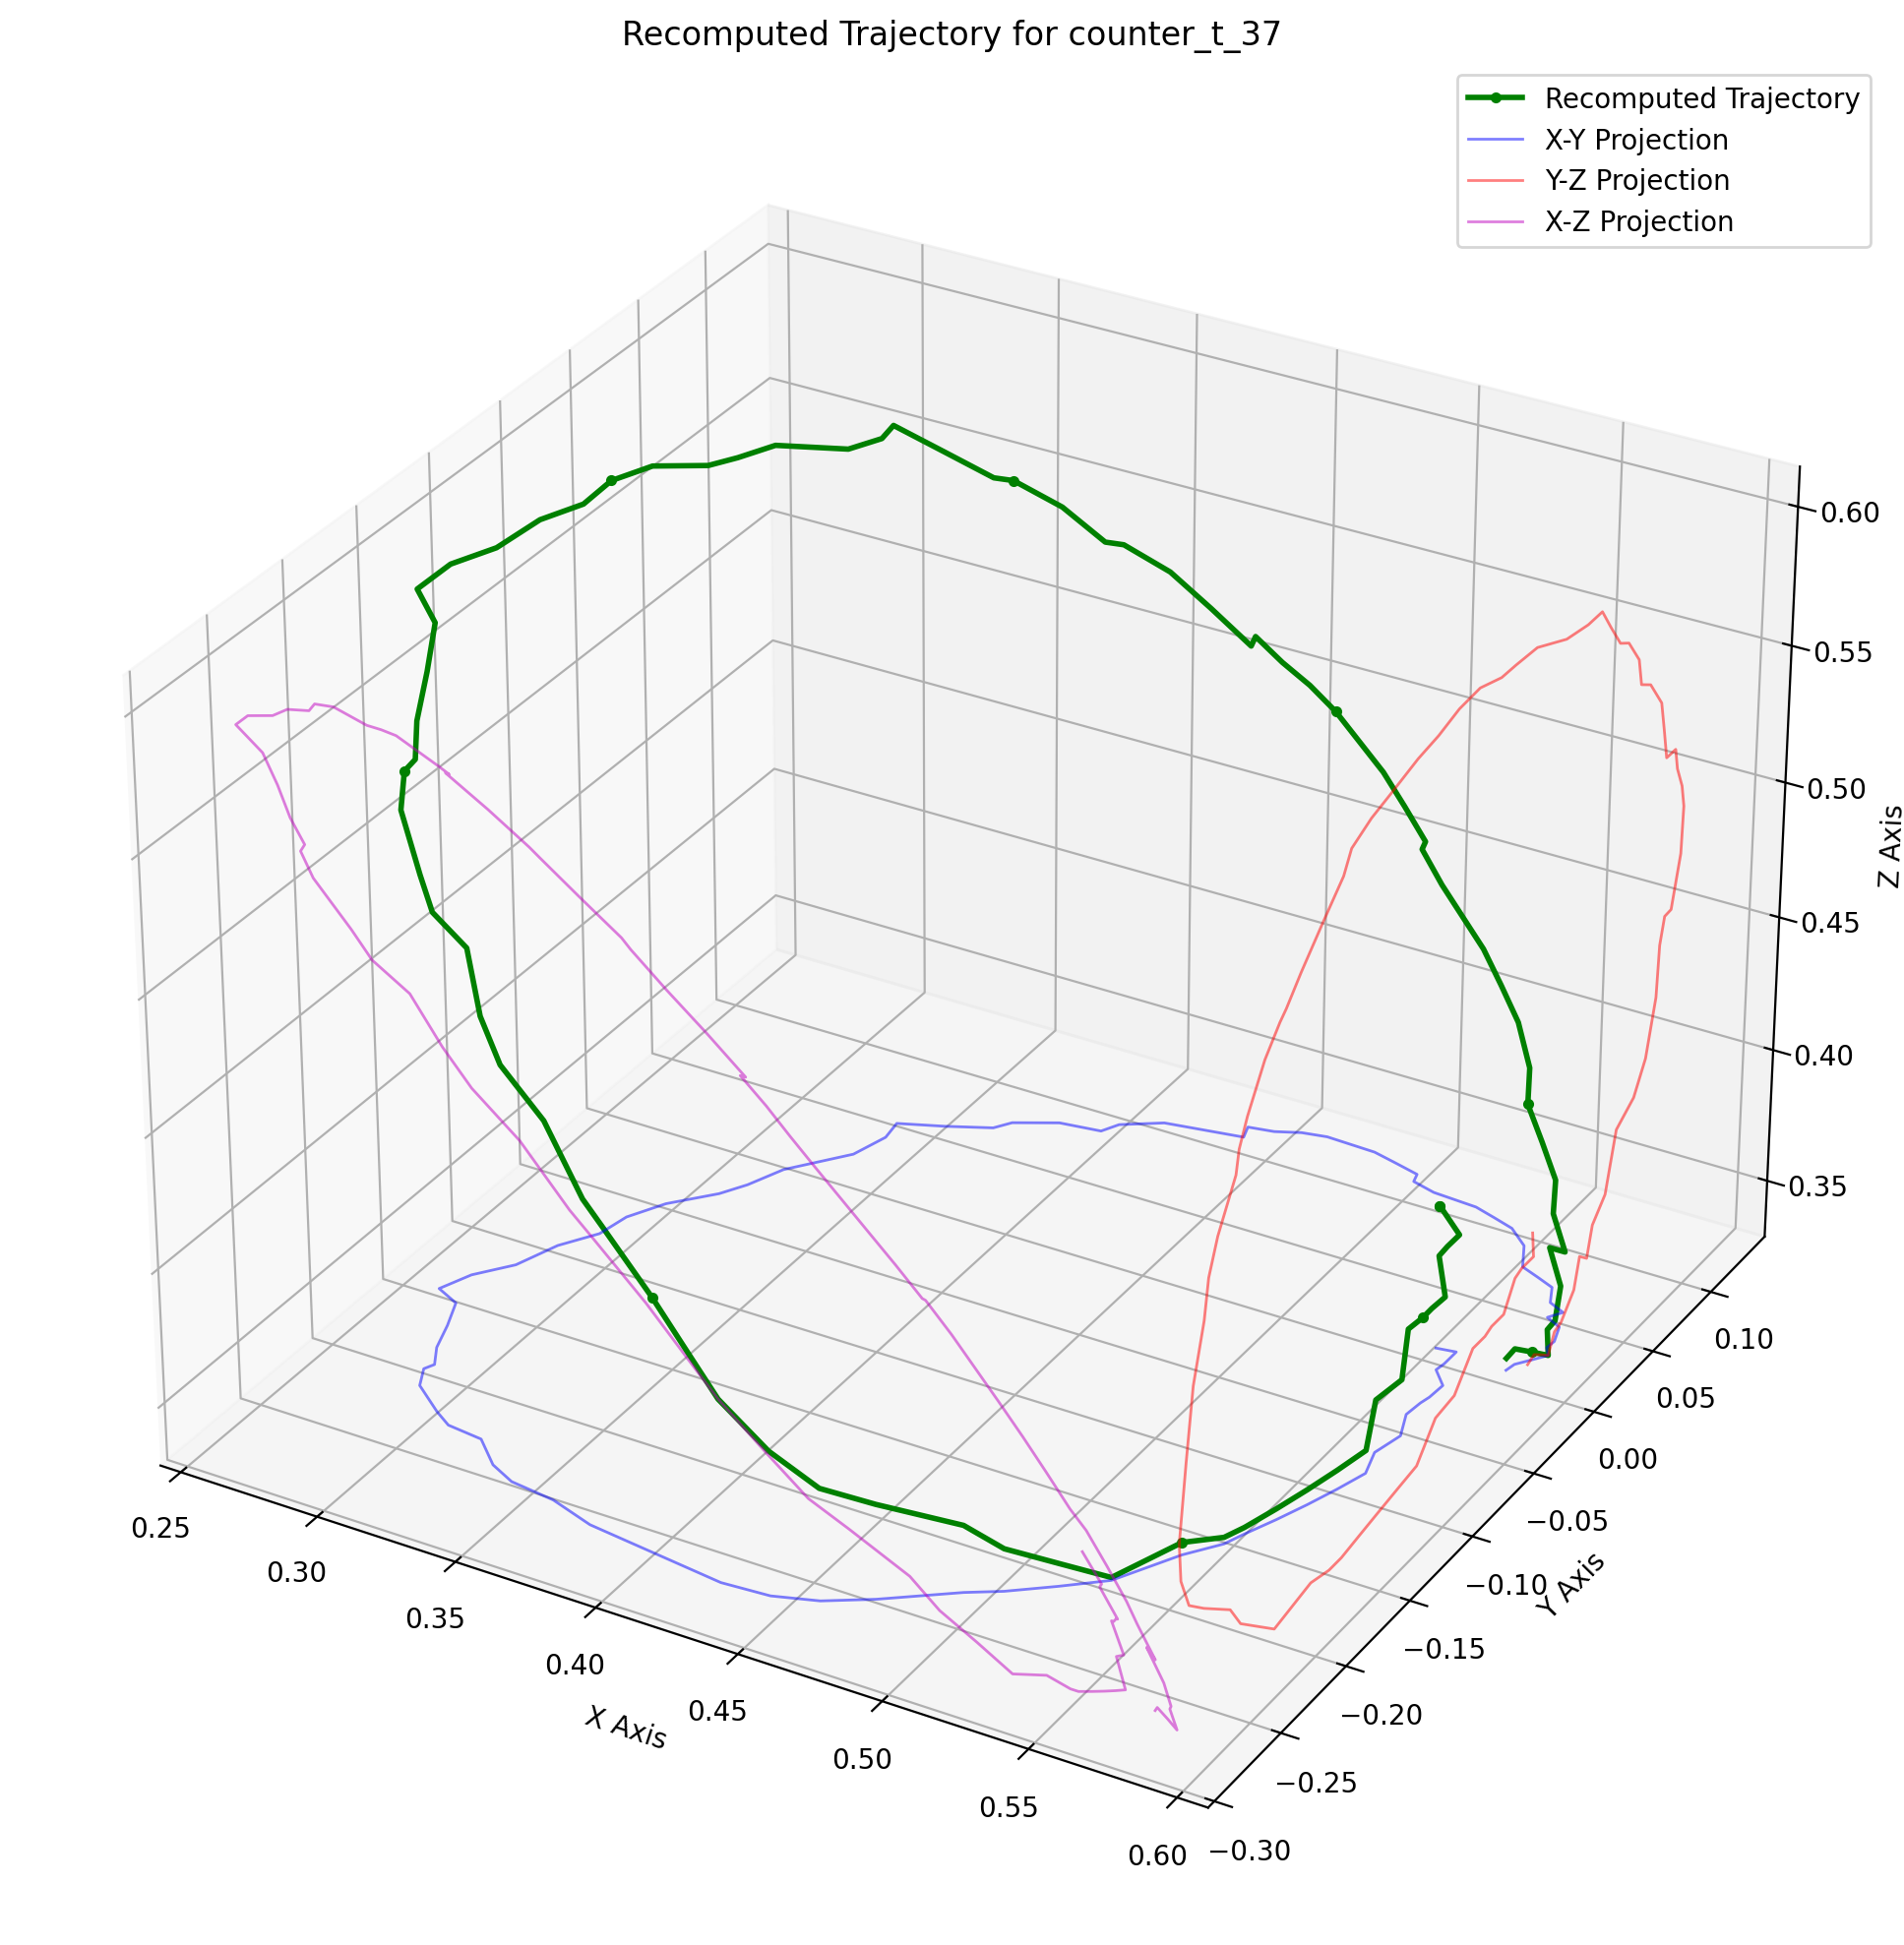 Recomputed Trajectory for counter_t_37
Recomputed Trajectory
X-Y Projection
Y-Z Projection
X-Z Projection
0.60
0.55
0.50
0.45
0.40
0.35
Z Axis
0.10
0.05
0.00
−0.05
−0.10
−0.15
−0.20
−0.25
−0.30
Y Axis
0.25
0.30
0.35
0.40
0.45
0.50
0.55
0.60
X Axis